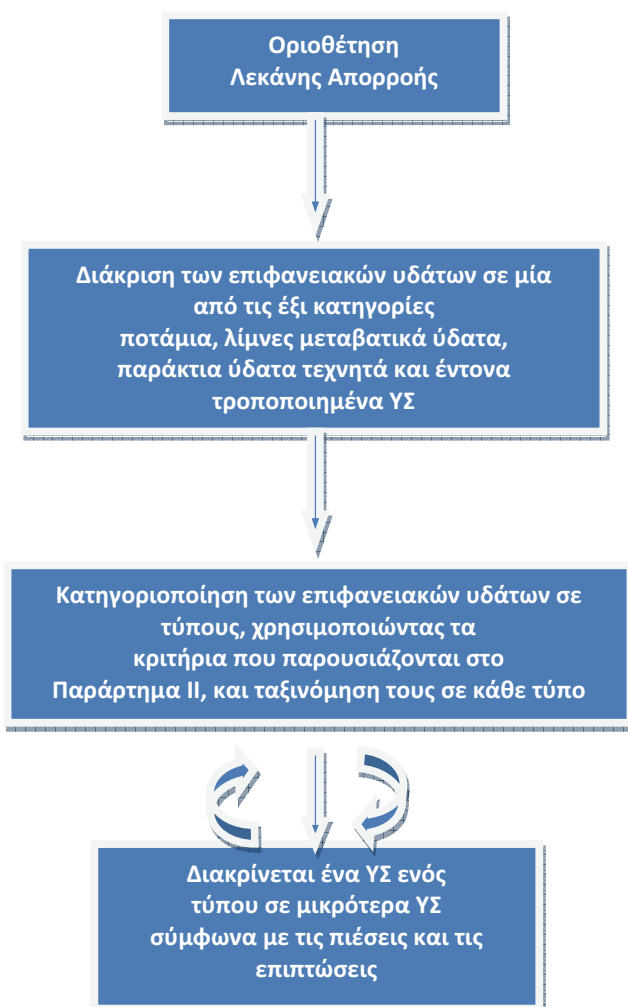 Οριοθέτηση
Λεκάνης Απορροής
Διάκριση των επιφανειακών υδάτων σε μία
από τις έξι κατηγορίες
ποτάμια, λίμνες μεταβατικά ύδατα,
παράκτια ύδατα τεχνητά και έντονα
τροποποιημένα ΥΣ
Κατηγοριοποίηση των επιφανειακών υδάτων σε
τύπους, χρησιμοποιώντας τα
κριτήρια που παρουσιάζονται στο
Παράρτημα ΙΙ, και ταξινόμηση τους σε κάθε τύπο
Διακρίνεται ένα ΥΣ ενός
τύπου σε μικρότερα ΥΣ
σύμφωνα με τις πιέσεις και τις
επιπτώσεις